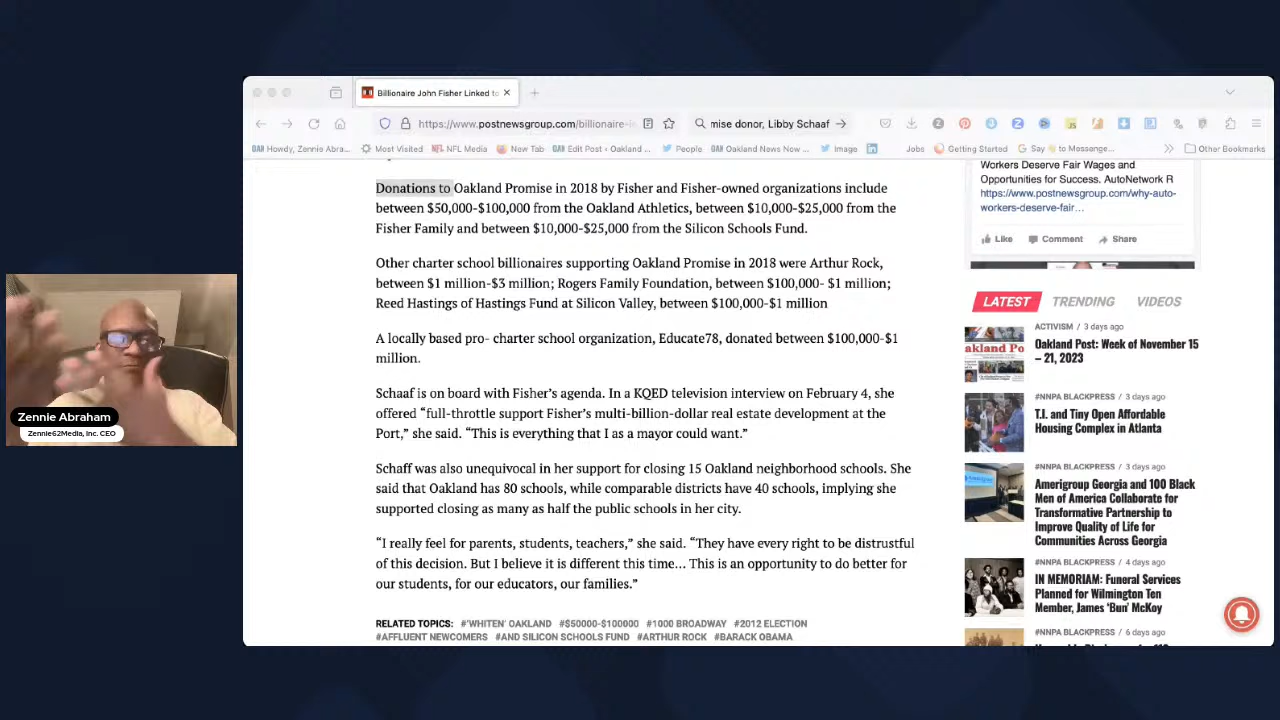 Billionaire John Fisher Linked to
https://www.postnewsgroup.com/billionaire-
mise donor, Libby Schaaf
Howdy, Zennie Abra...
Most Visited
NFL Media
New Tab
Edit Post ‹ Oakland ...
People
Oakland News Now ...
Image
Jobs
Getting Started
Say 👋 to Messenge...
Other Bookmarks
Donations to Oakland Promise in 2018 by Fisher and Fisher-owned organizations include
between $50,000-$100,000 from the Oakland Athletics, between $10,000-$25,000 from the
Fisher Family and between $10,000-$25,000 from the Silicon Schools Fund.
Other charter school billionaires supporting Oakland Promise in 2018 were Arthur Rock,
between $1 million-$3 million; Rogers Family Foundation, between $100,000- $1 million;
Reed Hastings of Hastings Fund at Silicon Valley, between $100,000-$1 million
A locally based pro- charter school organization, Educate78, donated between $100,000-$1
million.
Schaaf is on board with Fisher’s agenda. In a KQED television interview on February 4, she
offered “full-throttle support Fisher’s multi-billion-dollar real estate development at the
Port,” she said. “This is everything that I as a mayor could want.”
Schaff was also unequivocal in her support for closing 15 Oakland neighborhood schools. She
said that Oakland has 80 schools, while comparable districts have 40 schools, implying she
supported closing as many as half the public schools in her city.
“I really feel for parents, students, teachers,” she said. “They have every right to be distrustful
of this decision. But I believe it is different this time… This is an opportunity to do better for
our students, for our educators, our families.”
RELATED TOPICS: #'WHITEN' OAKLAND #$50000-$100000 #1000 BROADWAY #2012 ELECTION
#AFFLUENT NEWCOMERS #AND SILICON SCHOOLS FUND #ARTHUR ROCK #BARACK OBAMA
Workers Deserve Fair Wages and
Opportunities for Success. AutoNetwork R
https://www.postnewsgroup.com/why-auto-
workers-deserve-fair…
Like
Comment
Share
LATEST
TRENDING
VIDEOS
ACTIVISM / 3 days ago
Oakland Post: Week of November 15
– 21, 2023
#NNPA BLACKPRESS / 3 days ago
T.I. and Tiny Open Affordable
Housing Complex in Atlanta
#NNPA BLACKPRESS / 3 days ago
Amerigroup Georgia and 100 Black
Men of America Collaborate for
Transformative Partnership to
Improve Quality of Life for
Communities Across Georgia
#NNPA BLACKPRESS / 4 days ago
IN MEMORIAM: Funeral Services
Planned for Wilmington Ten
Member, James 'Bun' McKoy
#NNPA BLACKPRESS / 6 days ago
Zennie Abraham
Zennie62Media, Inc. CEO